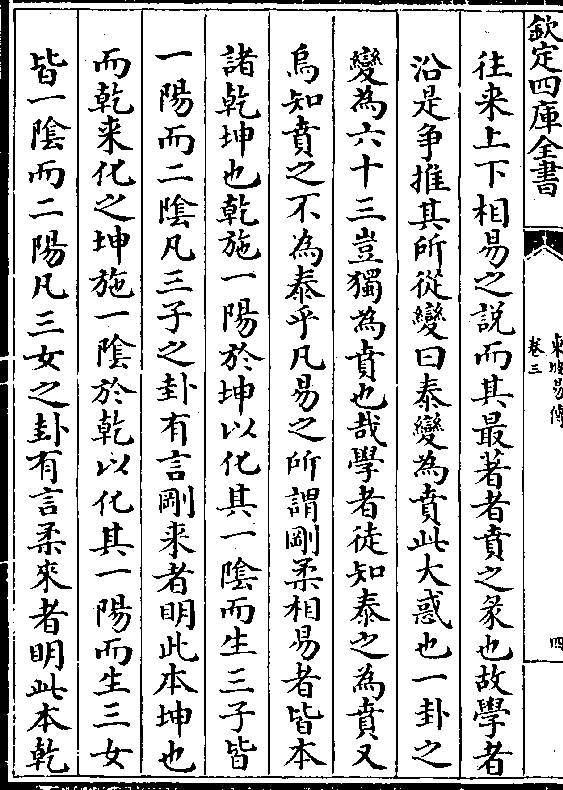 欽定四庫全書
東坡易傳
卷三
四
往来上下相易之説而其最著者賁之彖也故學者
沿是争推其所從變曰泰變為賁此大惑也一卦之
變為六十三豈獨為賁也哉學者徒知泰之為賁又
烏知賁之不為泰乎凡易之所謂剛柔相易者皆本
諸乾坤也乾施一陽於坤以化其一陰而生三子皆
一陽而二陰凡三子之卦有言剛来者明此本坤也
而乾来化之坤施一陰於乾以化其一陽而生三女
皆一陰而二陽凡三女之卦有言柔來者明此本乾